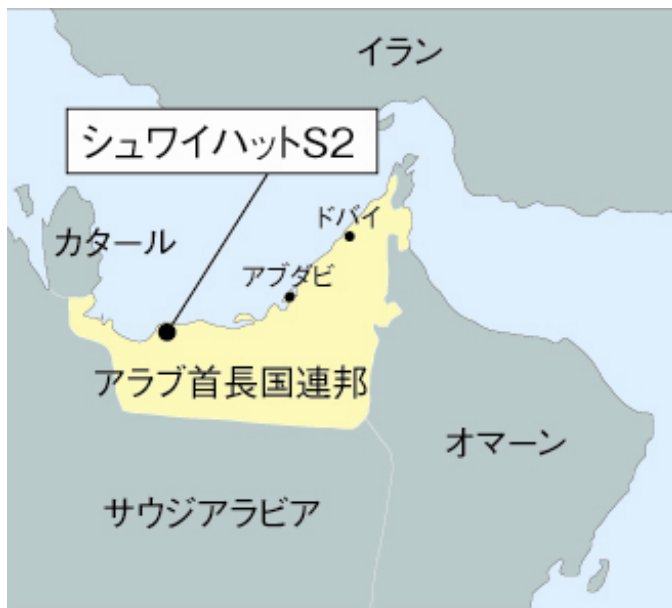 イラン
シュワイハットS2
ドバイ
カタール
アブダビ
アラブ首長国連邦
オマーン
サウジアラビア